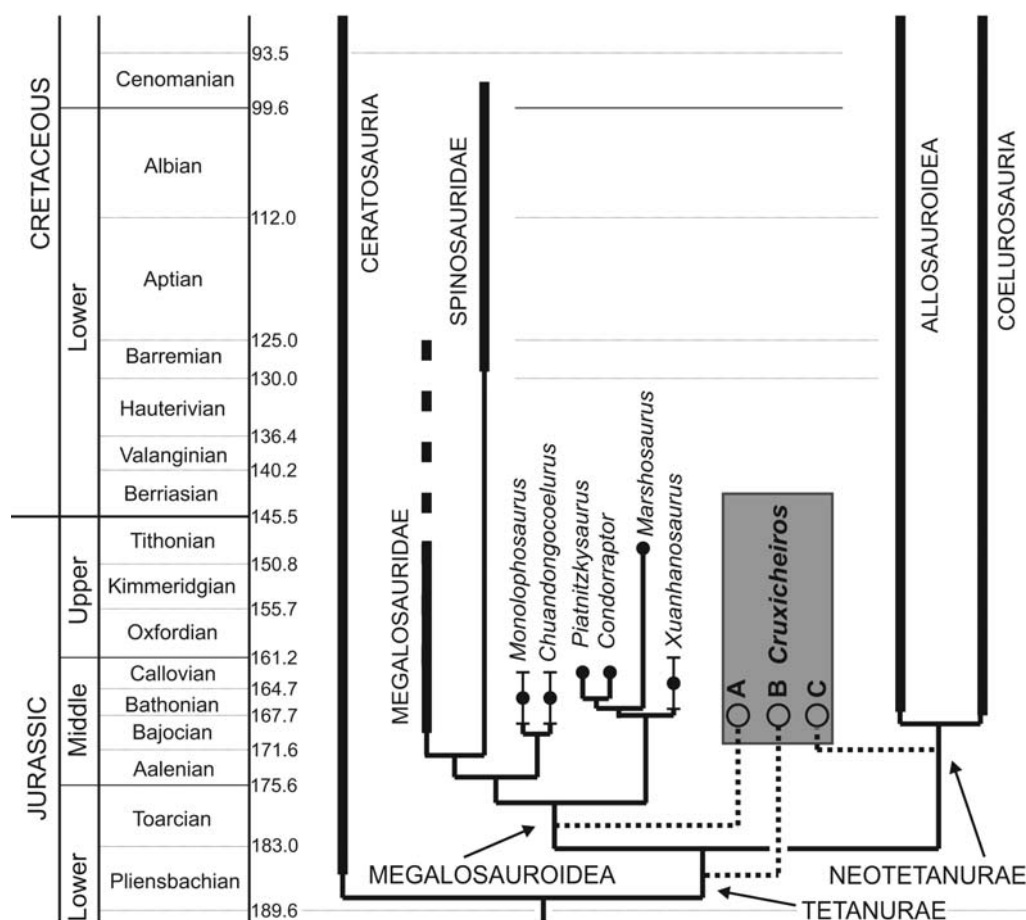 CRETACEOUS
JURASSIC
Lower
Upper
Middle
Lower
Cenomanian
Albian
Aptian
Barremian
Hauterivian
Valanginian
Berriasian
Tithonian
Kimmeridgian
Oxfordian
Callovian
Bathonian
Bajocian
Aalenian
Toarcian
Pliensbachian
93.5
99.6
112.0
125.0
130.0
136.4
140.2
145.5
150.8
155.7
161.2
164.7
167.7
171.6
175.6
183.0
189.6
CERATOSAURIA
MEGALOSAURIDAE
SPINOSAURIDAE
Monolophosaurus
Chuandongocoelurus
Piatnitzkysaurus
Condorraptor
Marshosaurus
Xuanhanosaurus
A
B
C
Cruxicheiros
ALLOSAUROIDEA
COELUROSAURIA
MEGALOSAUROIDEA
NEOTETANURAE
TETANURAE